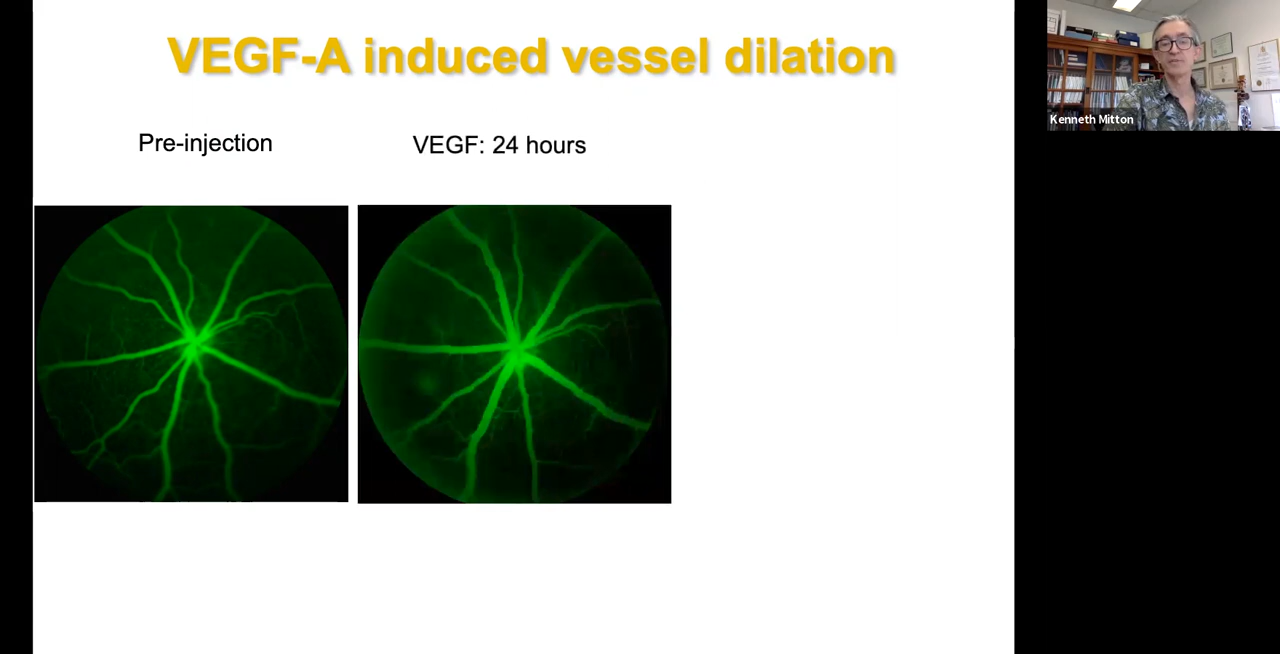 VEGF-A induced vessel dilation
Pre-injection
VEGF: 24 hours
Kenneth Mitton